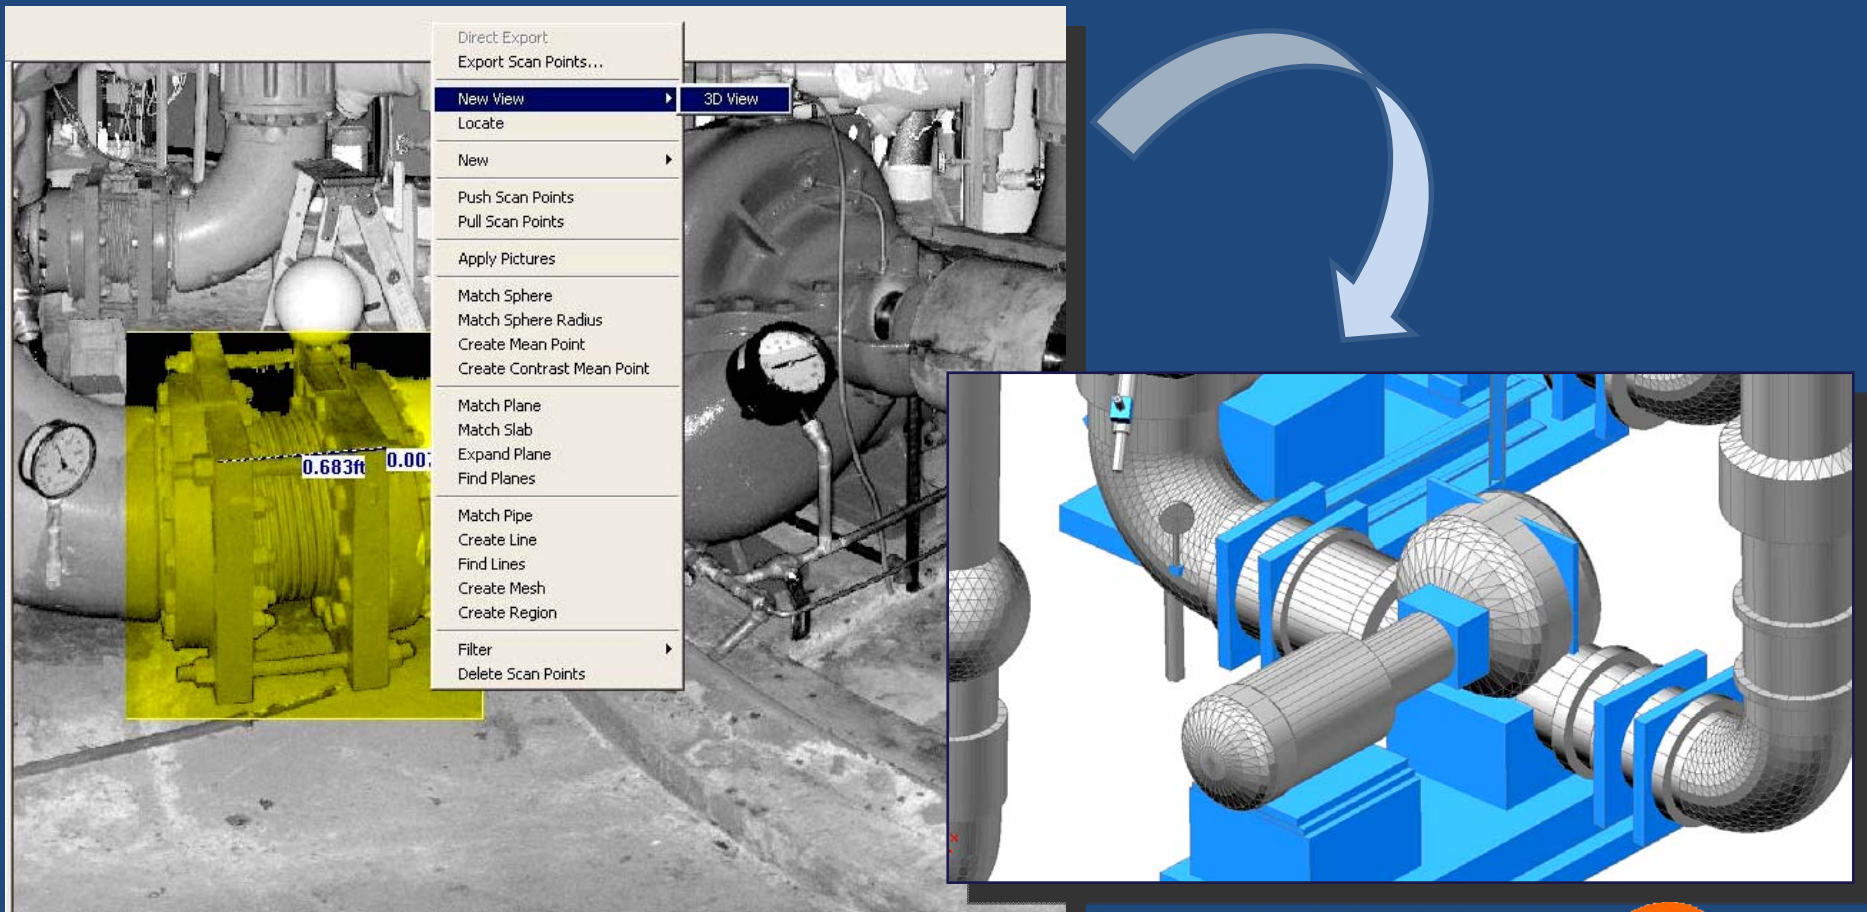 Direct Export
Export Scan Points...
New View
3D View
Locate
New
Push Scan Points
Pull Scan Points
Apply Pictures
Match Sphere
Match Sphere Radius
Create Mean Point
Create Contrast Mean Point
Match Plane
Match Slab
Expand Plane
Find Planes
0.683ft
Match Pipe
Create Line
Find Lines
Create Mesh
Create Region
Filter
Delete Scan Points